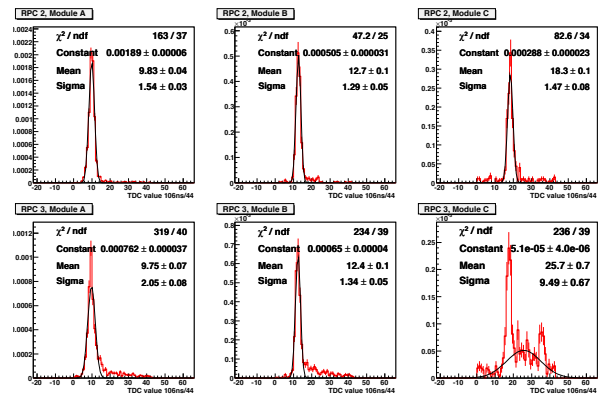 RPC 2, Module A
χ² / ndf 163 / 37
Constant 0.00189 ± 0.00006
Mean 9.83 ± 0.04
Sigma 1.54 ± 0.03
0.0022
0.002
0.0018
0.0016
0.0014
0.0012
0.001
0.0008
0.0006
0.0004
0.0002
0
-20 -10 0 10 20 30 40 50 60
TDC value 106ns/44
RPC 2, Module B
χ² / ndf 47.2 / 25
Constant 0.000505 ± 0.000031
Mean 12.7 ± 0.1
Sigma 1.29 ± 0.05
0.6
0.5
0.4
0.3
0.2
0.1
0
-20 -10 0 10 20 30 40 50 60
TDC value 106ns/44
RPC 2, Module C
χ² / ndf 82.6 / 34
Constant 0.000288 ± 0.000023
Mean 18.3 ± 0.1
Sigma 1.47 ± 0.08
0.4
0.35
0.3
0.25
0.2
0.15
0.1
0.05
0
-20 -10 0 10 20 30 40 50 60
TDC value 106ns/44
RPC 3, Module A
χ² / ndf 319 / 40
Constant 0.000762 ± 0.000037
Mean 9.75 ± 0.07
Sigma 2.05 ± 0.08
0.0012
0.001
0.0008
0.0006
0.0004
0.0002
0
-20 -10 0 10 20 30 40 50 60
TDC value 106ns/44
RPC 3, Module B
χ² / ndf 234 / 39
Constant 0.00065 ± 0.00004
Mean 12.4 ± 0.1
Sigma 1.34 ± 0.05
0.8
0.7
0.6
0.5
0.4
0.3
0.2
0.1
0
-20 -10 0 10 20 30 40 50 60
TDC value 106ns/44
RPC 3, Module C
χ² / ndf 236 / 39
Constant 5.1e-05 ± 4.0e-06
Mean 25.7 ± 0.7
Sigma 9.49 ± 0.67
0.25
0.2
0.15
0.1
0.05
0
-20 -10 0 10 20 30 40 50 60
TDC value 106ns/44